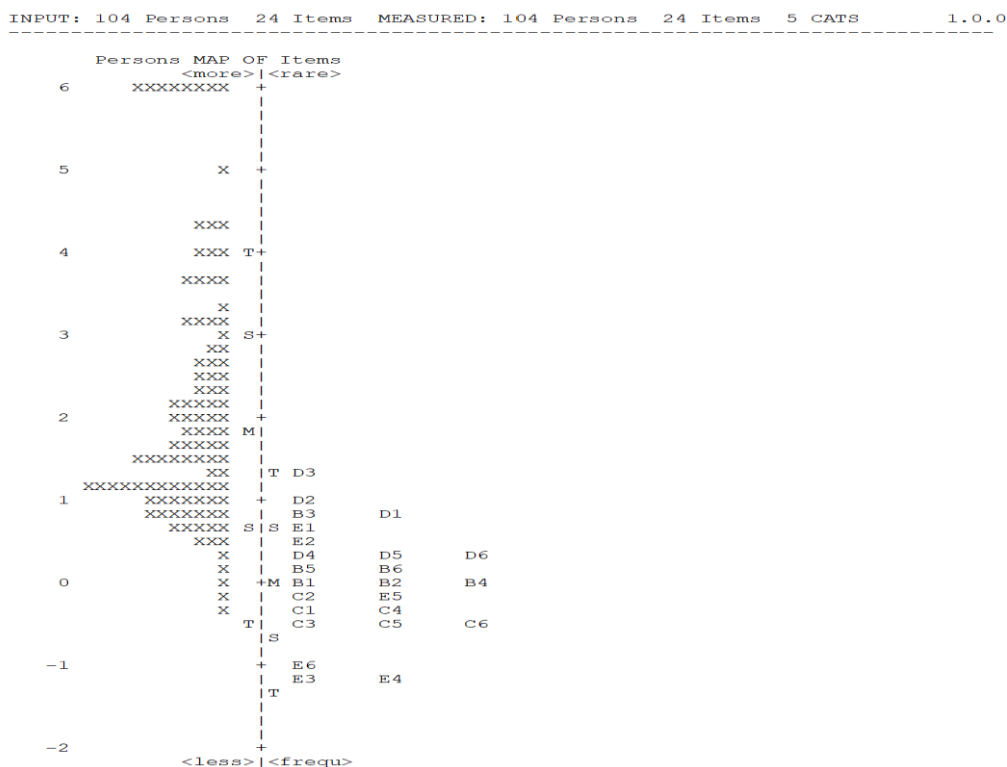 INPUT: 104 Persons 24 Items MEASURED: 104 Persons 24 Items 5 CATS 1.0.0
--------------------------------------------------------------------------------
Persons MAP OF Items
<more>|<rare>
6 XXXXXXXX +
|
|
|
|
|
5 X +
|
|
|
XXX |
|
4 XXX T+
|
XXXX |
|
X |
XXXX |
3 X S+
XX |
XXX |
XXX |
XXX |
XXXXX |
2 XXXXX +
XXXX M|
XXXXX |
XXXXXXXX |
XX |T D3
XXXXXXXXXXXX |
1 XXXXXXX + D2
XXXXXXX | B3 D1
XXXXX S|S E1
XXX | E2
X | D4 D5 D6
X | B5 B6
0 X +M B1 B2 B4
X | C2 E5
X | C1 C4
T| C3 C5 C6
|S
|
-1 + E6
| E3 E4
|T
|
|
|
-2 +
<less>|<frequ>